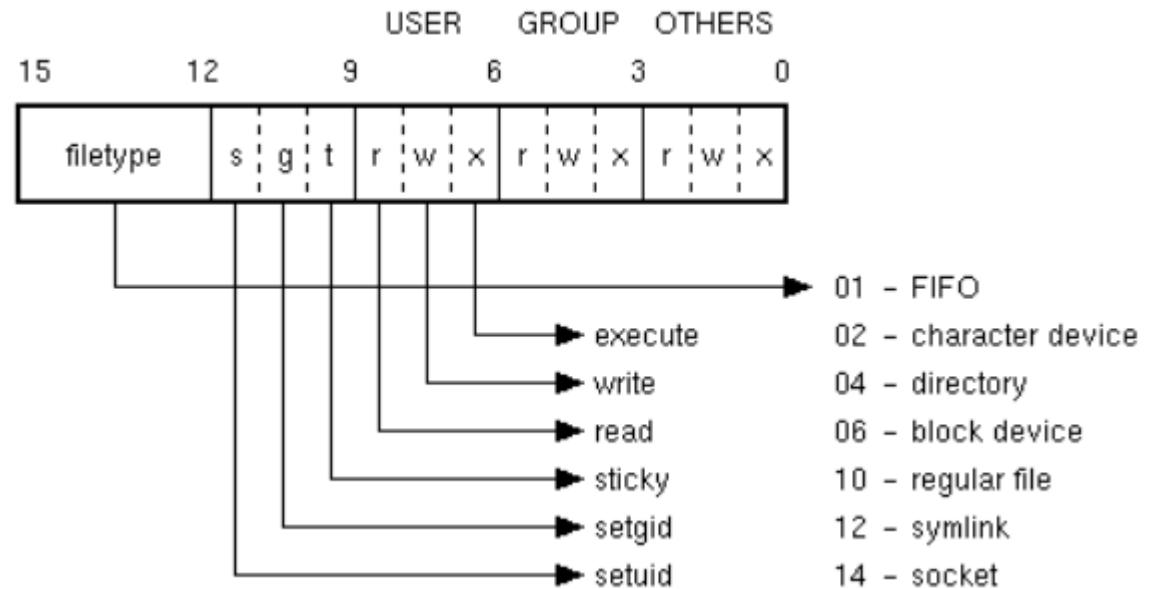 USER GROUP OTHERS
15 12 9 6 3 0
filetype s g t r w x r w x r w x
01 – FIFO
execute 02 – character device
write 04 – directory
read 06 – block device
sticky 10 – regular file
setgid 12 – symlink
setuid 14 – socket